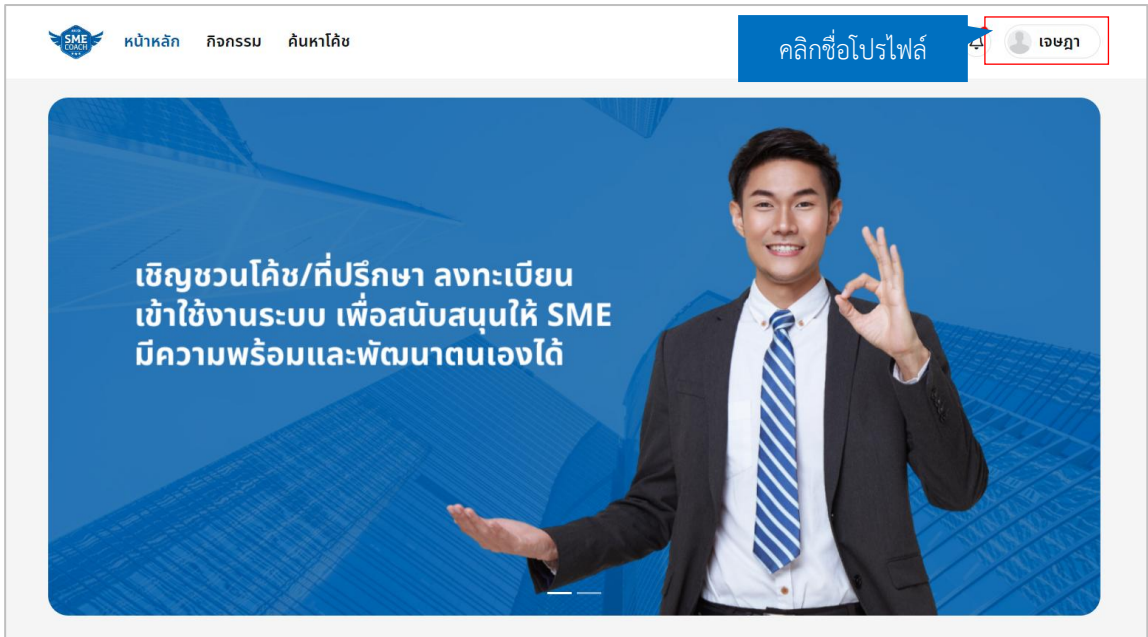 SME
COACH
หน้าหลัก กิจกรรม ค้นหาโค้ช
คลิกชื่อโปรไฟล์
เจษฎา
เชิญชวนโค้ช/ที่ปรึกษา ลงทะเบียน
เข้าใช้งานระบบ เพื่อสนับสนุนให้ SME
มีความพร้อมและพัฒนาตนเองได้